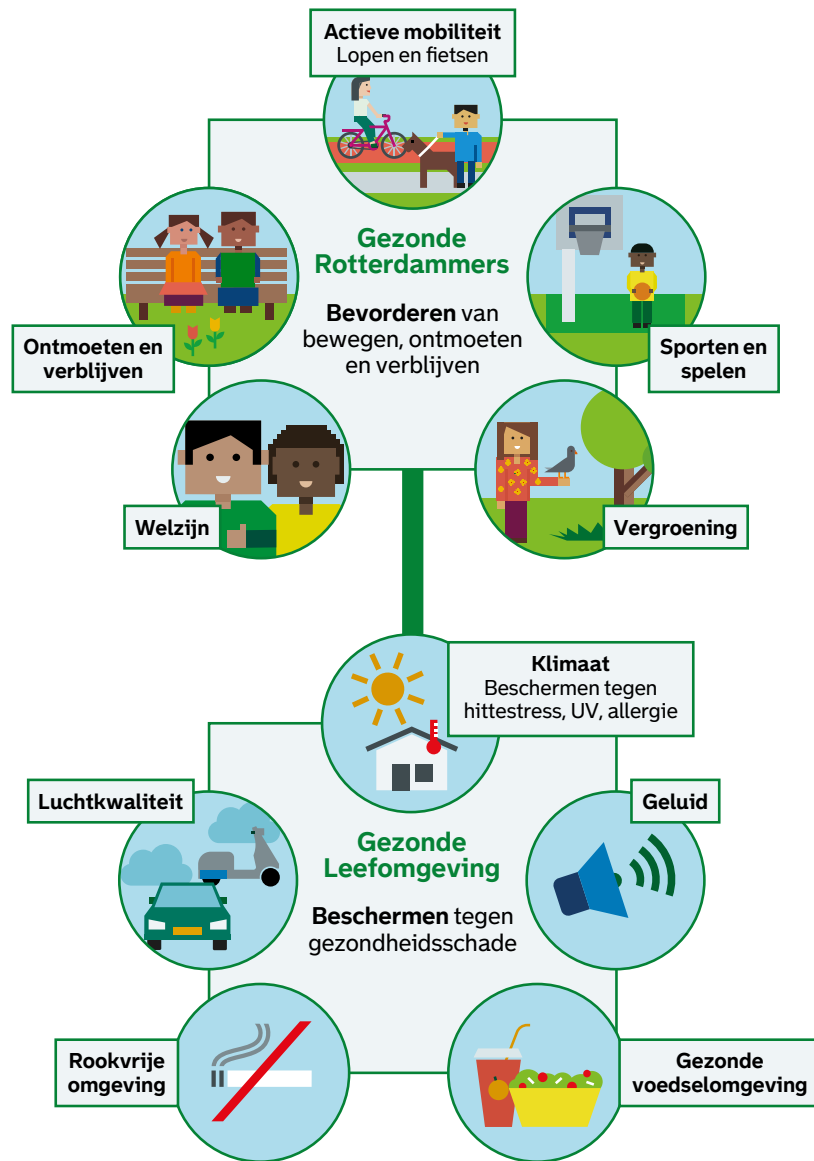 Actieve mobiliteit
Lopen en fietsen
Gezonde
Rotterdammers
Bevorderen van
bewegen, ontmoeten
en verblijven
Ontmoeten en
verblijven
Sporten en
spelen
Welzijn
Vergroening
Klimaat
Beschermen tegen
hittestress, UV, allergie
Luchtkwaliteit
Geluid
Gezonde
Leefomgeving
Beschermen tegen
gezondheidsschade
Rookvrije
omgeving
Gezonde
voedselomgeving